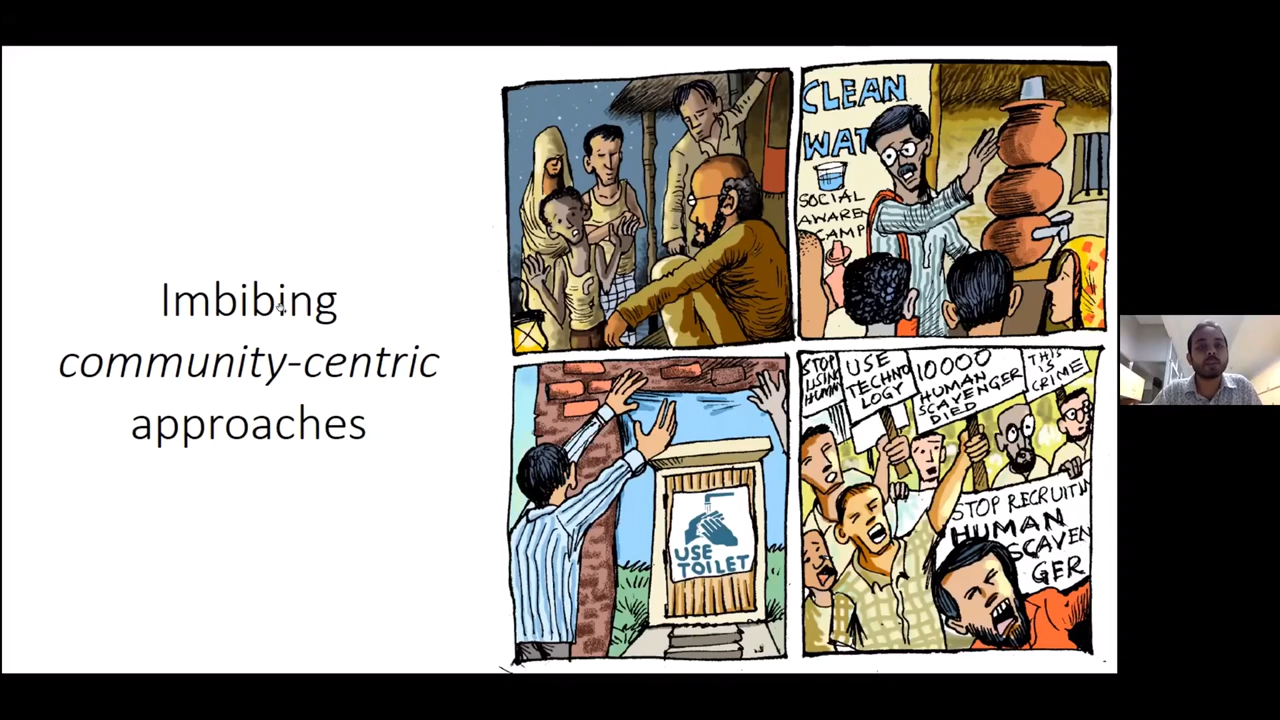 Imbibing
community-centric
approaches
CLEAN
WAT
SOCIAL
AWAREN
CAMP
USE
TOILET
STOP
USING
HUMAN
USE
TECHNO
LOGY
10000
HUMAN
SCAVENGER
DIED
THIS
IS
CRIME
STOP RECRUITIN
HUMAN
SCAVEN
GER